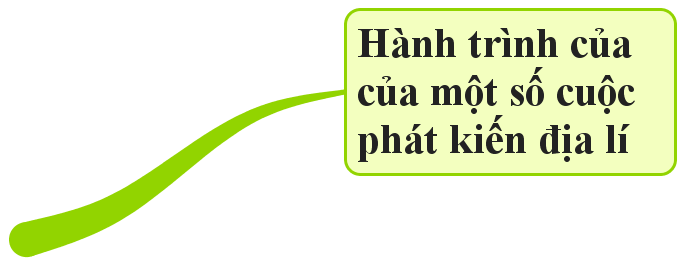 Hành trình của
của một số cuộc
phát kiến địa lí